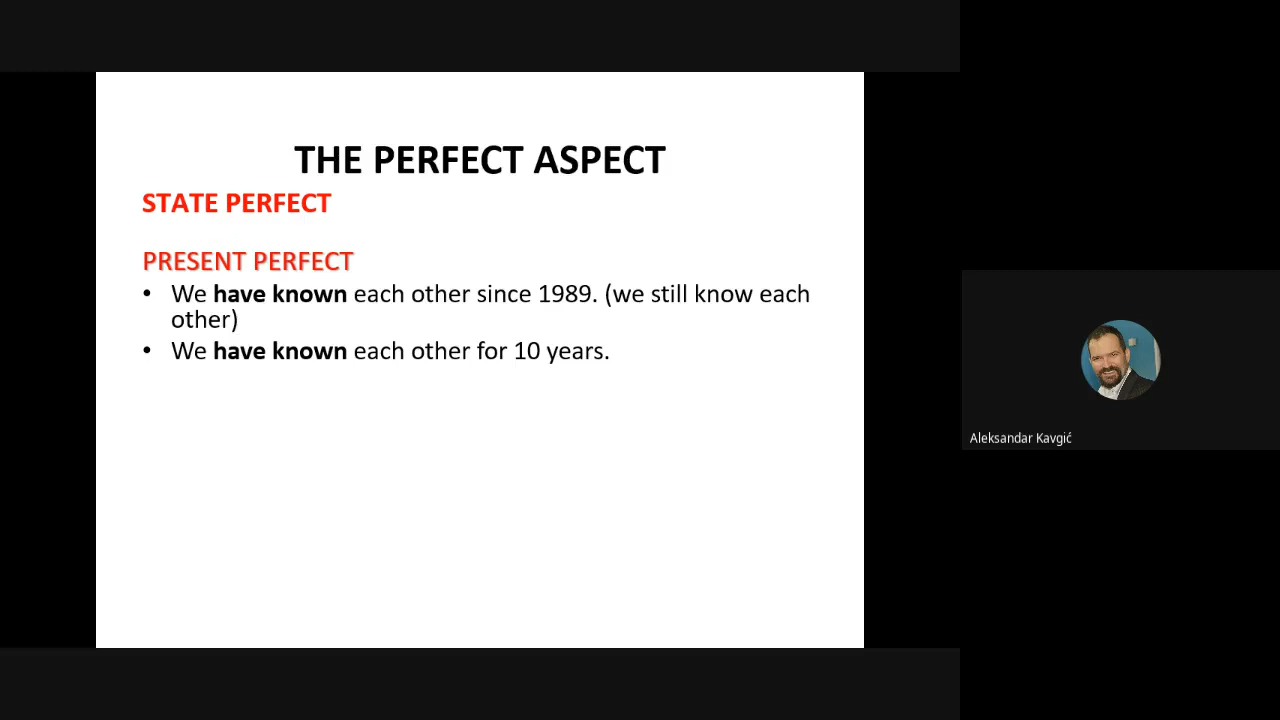 THE PERFECT ASPECT
STATE PERFECT
PRESENT PERFECT
• We have known each other since 1989. (we still know each
other)
• We have known each other for 10 years.
Aleksandar Kavgić